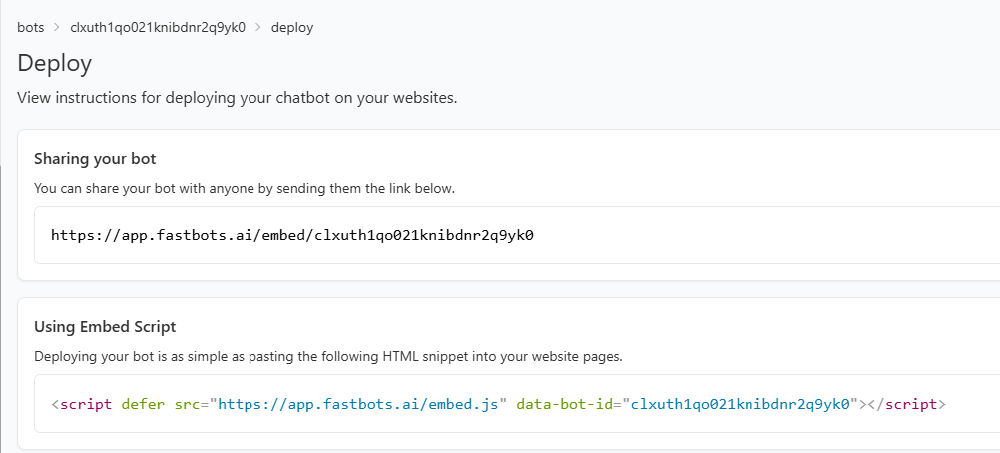 bots > clxuth1qo021knibdnr2q9yk0 > deploy
Deploy
View instructions for deploying your chatbot on your websites.
Sharing your bot
You can share your bot with anyone by sending them the link below.
https://app.fastbots.ai/embed/clxuth1qo021knibdnr2q9yk0
Using Embed Script
Deploying your bot is as simple as pasting the following HTML snippet into your website pages.
<script defer src="https://app.fastbots.ai/embed.js" data-bot-id="clxuth1qo021knibdnr2q9yk0"></script>